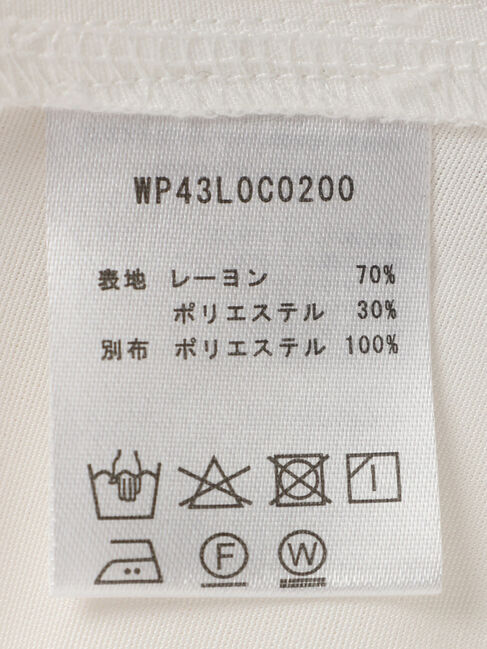 WP43L0C0200
表地 レーヨン 70%
ポリエステル 30%
別布 ポリエステル 100%
F W